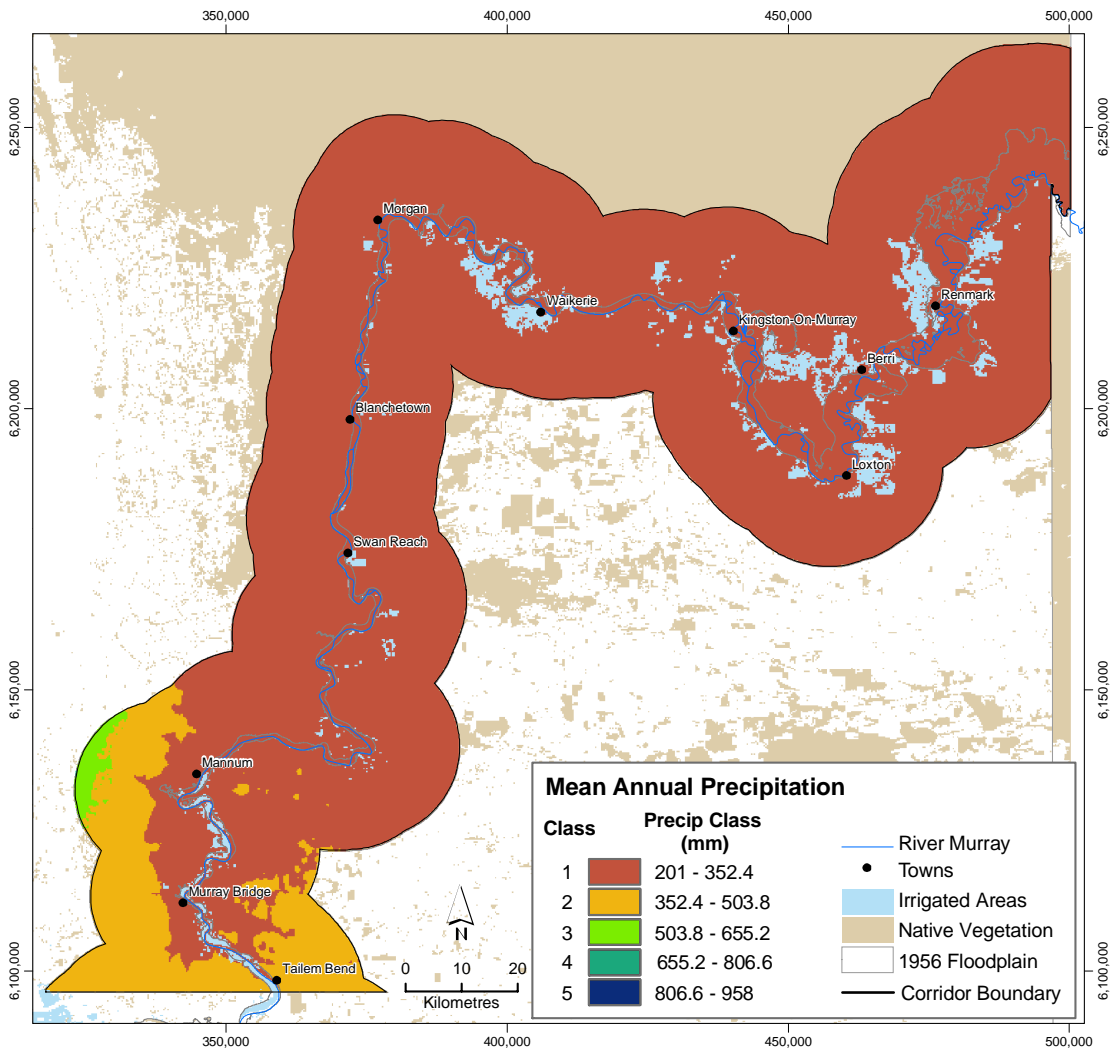 350,000
400,000
450,000
500,000
6,250,000
6,250,000
Morgan
Waikerie
Renmark
Kingston-On-Murray
Berri
6,200,000
6,200,000
Blanchetown
Loxton
Swan Reach
6,150,000
6,150,000
Mannum
Murray Bridge
Tailem Bend
6,100,000
6,100,000
N
0 10 20
Kilometres
Mean Annual Precipitation
Class
Precip Class
(mm)
1 201 - 352.4
2 352.4 - 503.8
3 503.8 - 655.2
4 655.2 - 806.6
5 806.6 - 958
River Murray
Towns
Irrigated Areas
Native Vegetation
1956 Floodplain
Corridor Boundary
350,000
400,000
450,000
500,000